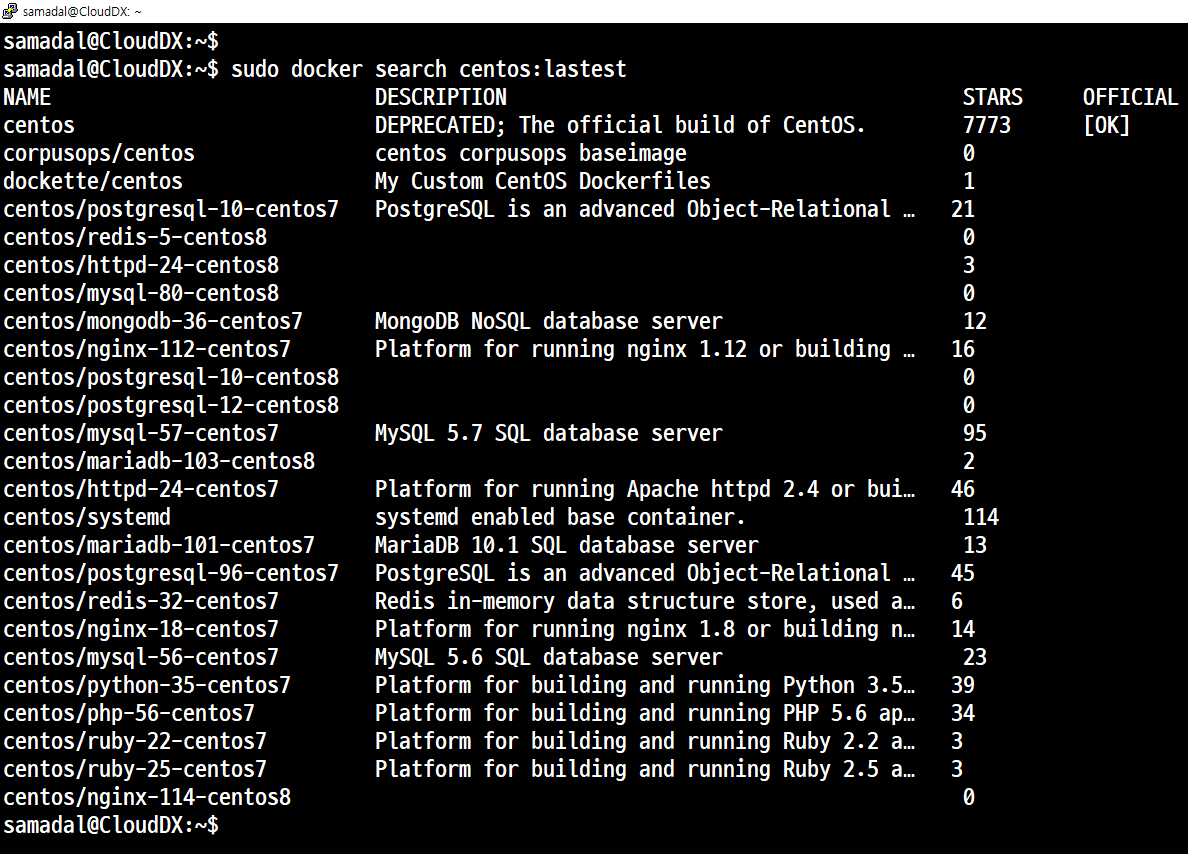 samadal@CloudDX: ~
samadal@CloudDX:~$
samadal@CloudDX:~$ sudo docker search centos:lastest
NAME DESCRIPTION STARS OFFICIAL
centos DEPRECATED; The official build of CentOS. 7773 [OK]
corpusops/centos centos corpusops baseimage 0
dockette/centos My Custom CentOS Dockerfiles 1
centos/postgresql-10-centos7 PostgreSQL is an advanced Object-Relational … 21
centos/redis-5-centos8 0
centos/httpd-24-centos8 3
centos/mysql-80-centos8 0
centos/mongodb-36-centos7 MongoDB NoSQL database server 12
centos/nginx-112-centos7 Platform for running nginx 1.12 or building … 16
centos/postgresql-10-centos8 0
centos/postgresql-12-centos8 0
centos/mysql-57-centos7 MySQL 5.7 SQL database server 95
centos/mariadb-103-centos8 2
centos/httpd-24-centos7 Platform for running Apache httpd 2.4 or bui… 46
centos/systemd systemd enabled base container. 114
centos/mariadb-101-centos7 MariaDB 10.1 SQL database server 13
centos/postgresql-96-centos7 PostgreSQL is an advanced Object-Relational … 45
centos/redis-32-centos7 Redis in-memory data structure store, used a… 6
centos/nginx-18-centos7 Platform for running nginx 1.8 or building n… 14
centos/mysql-56-centos7 MySQL 5.6 SQL database server 23
centos/python-35-centos7 Platform for building and running Python 3.5… 39
centos/php-56-centos7 Platform for building and running PHP 5.6 ap… 34
centos/ruby-22-centos7 Platform for building and running Ruby 2.2 a… 3
centos/ruby-25-centos7 Platform for building and running Ruby 2.5 a… 3
centos/nginx-114-centos8 0
samadal@CloudDX:~$